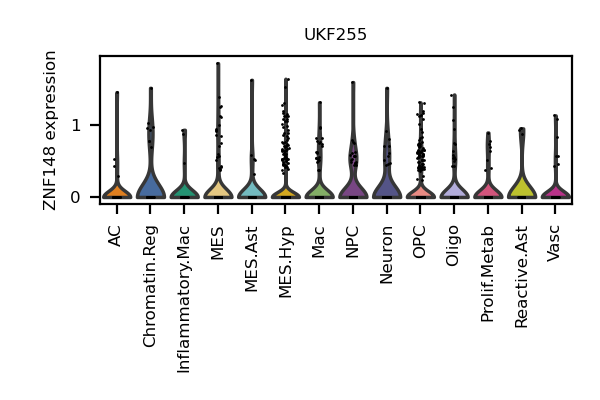 UKF255
ZNF148 expression
1
0
AC
Chromatin.Reg
Inflammatory.Mac
MES
MES.Ast
MES.Hyp
Mac
NPC
Neuron
OPC
Oligo
Prolif.Metab
Reactive.Ast
Vasc